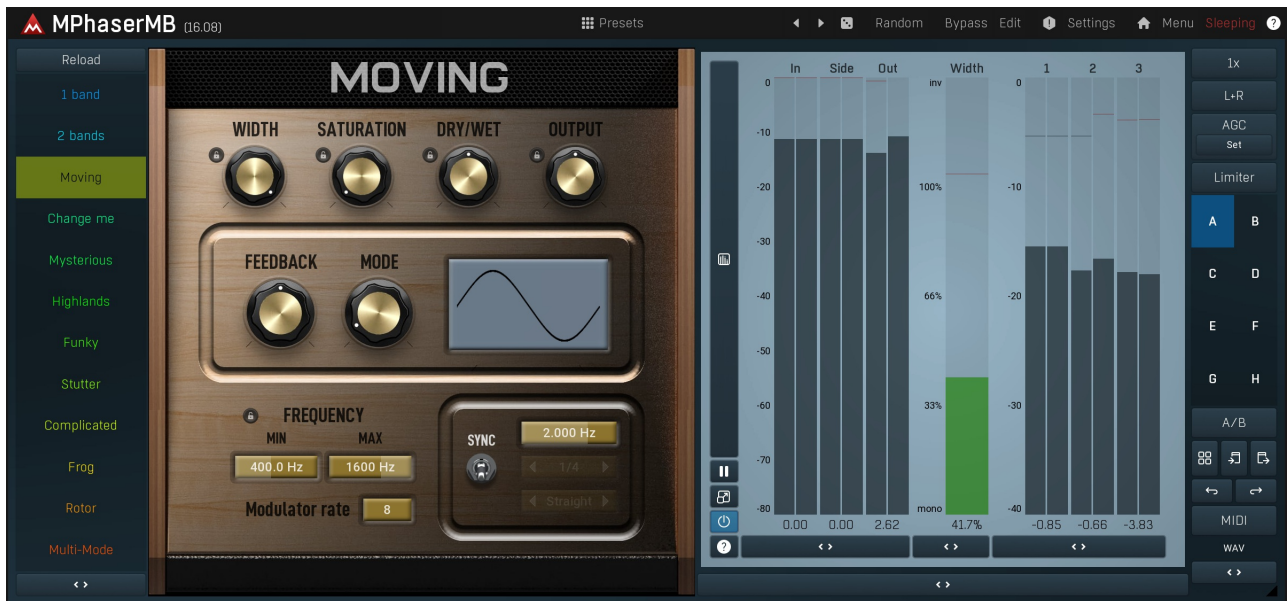 MPhaserMB (16.08)
Presets
Random
Bypass
Edit
Settings
Menu
Sleeping
?
Reload
1 band
2 bands
Moving
Change me
Mysterious
Highlands
Funky
Stutter
Complicated
Frog
Rotor
Multi-Mode
MOVING
WIDTH
SATURATION
DRY/WET
OUTPUT
FEEDBACK
MODE
FREQUENCY
MIN
MAX
400.0 Hz
1600 Hz
Modulator rate
8
SYNC
2.000 Hz
1/4
Straight
In
Side
Out
Width
1
2
3
0
-10
-20
-30
-40
-50
-60
-70
-80
inv
100%
66%
33%
mono
0
-10
-20
-30
-40
0.00
0.00
2.62
41.7%
-0.85
-0.66
-3.83
?
1x
L+R
AGC
Set
Limiter
A
B
C
D
E
F
G
H
A/B
MIDI
WAV